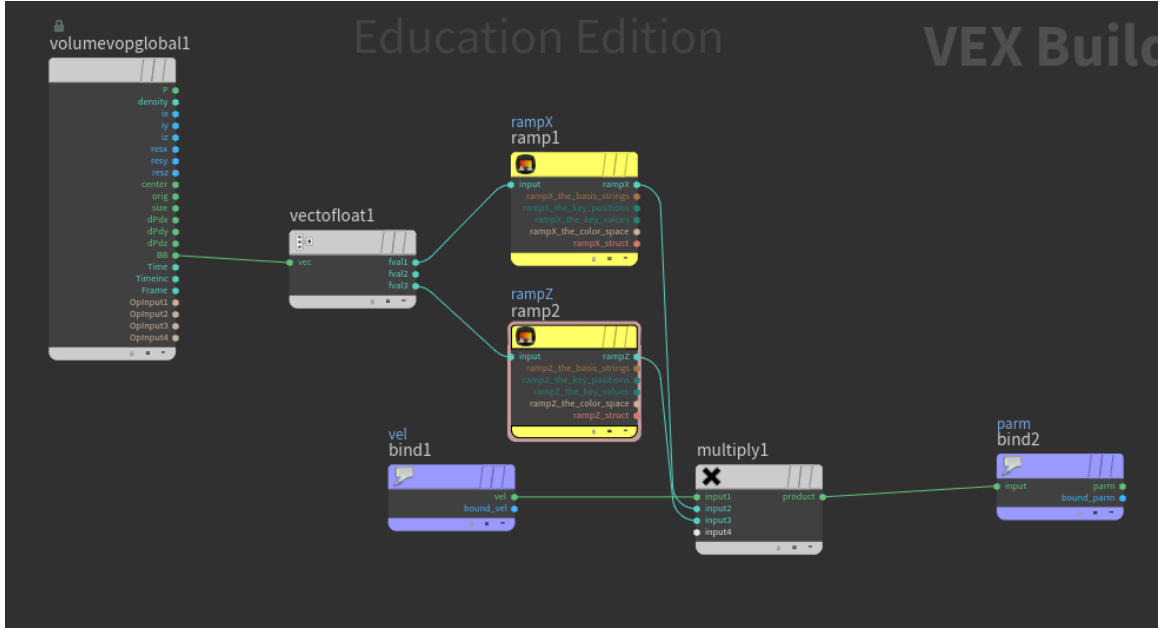 Education Edition
VEX Builc
volumevopglobal1
P
density
ix
iy
iz
resx
resy
resz
center
orig
size
dPdx
dPdy
dPdz
BB
Time
Timeinc
Frame
OpInput1
OpInput2
OpInput3
OpInput4
vectofloat1
vec fval1
fval2
fval3
rampX
ramp1
input rampX
rampX_the_basis_strings
rampX_the_key_positions
rampX_the_key_values
rampX_the_color_space
rampX_struct
rampZ
ramp2
input rampZ
rampZ_the_basis_strings
rampZ_the_key_positions
rampZ_the_key_values
rampZ_the_color_space
rampZ_struct
vel
bind1
vel
bound_vel
multiply1
input1 product
input2
input3
input4
parm
bind2
input parm
bound_parm